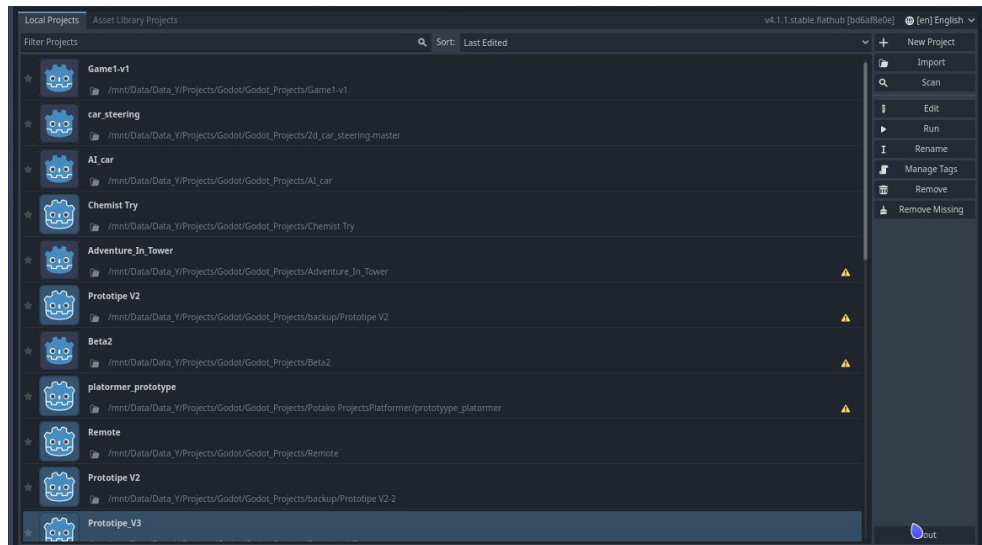 Local Projects Asset Library Projects v4.1.1.stable.flathub [bd6af8e0e] [en] English
Filter Projects Sort: Last Edited
New Project
Import
Scan
Edit
Run
Rename
Manage Tags
Remove
Remove Missing
Game1-v1
/mnt/Data/Data_Y/Projects/Godot/Godot_Projects/Game1-v1
car_steering
/mnt/Data/Data_Y/Projects/Godot/Godot_Projects/2d_car_steering-master
AI_car
/mnt/Data/Data_Y/Projects/Godot/Godot_Projects/AI_car
Chemist Try
/mnt/Data/Data_Y/Projects/Godot/Godot_Projects/Chemist Try
Adventure_In_Tower
/mnt/Data/Data_Y/Projects/Godot/Godot_Projects/Adventure_In_Tower
Prototipe V2
/mnt/Data/Data_Y/Projects/Godot/Godot_Projects/backup/Prototipe V2
Beta2
/mnt/Data/Data_Y/Projects/Godot/Godot_Projects/Beta2
platormer_prototype
/mnt/Data/Data_Y/Projects/Godot/Godot_Projects/Potako ProjectsPlatformer/prototyype_platormer
Remote
/mnt/Data/Data_Y/Projects/Godot/Godot_Projects/Remote
Prototipe V2
/mnt/Data/Data_Y/Projects/Godot/Godot_Projects/backup/Prototipe V2-2
Prototipe_V3